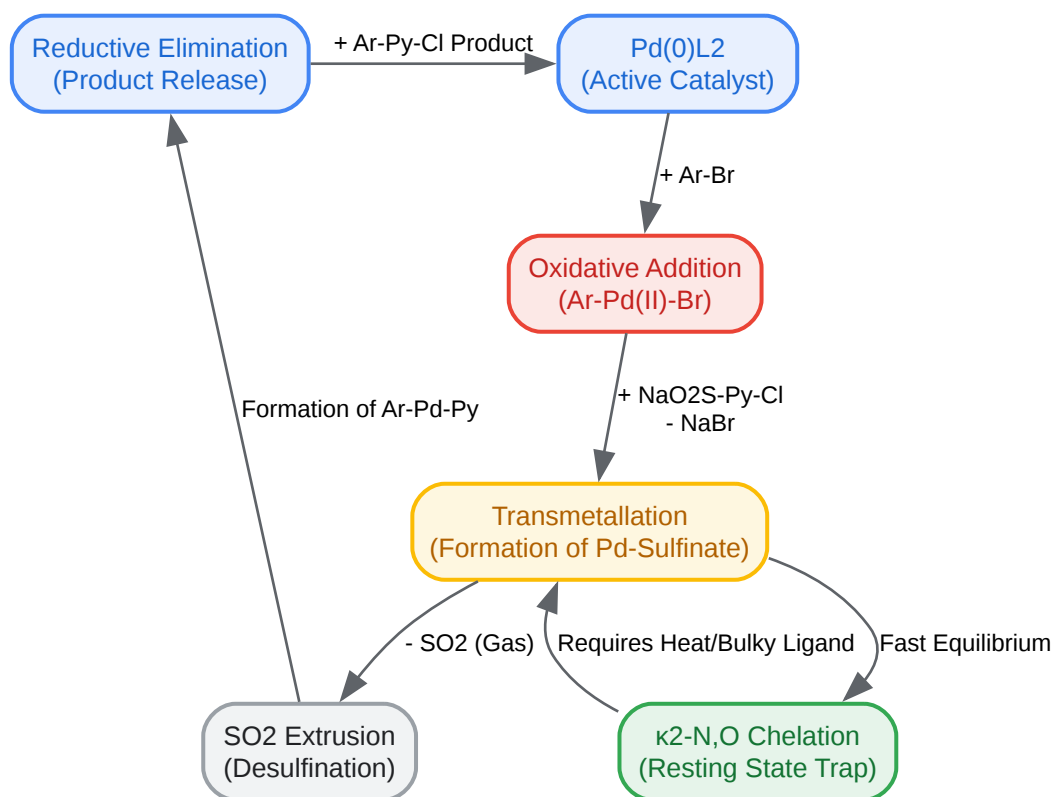 Reductive Elimination
(Product Release)
+ Ar-Py-Cl Product
Pd(0)L2
(Active Catalyst)
+ Ar-Br
Oxidative Addition
(Ar-Pd(II)-Br)
+ NaO2S-Py-Cl
- NaBr
Formation of Ar-Pd-Py
Transmetallation
(Formation of Pd-Sulfinate)
- SO2 (Gas)
Requires Heat/Bulky Ligand
Fast Equilibrium
SO2 Extrusion
(Desulfination)
κ2-N,O Chelation
(Resting State Trap)